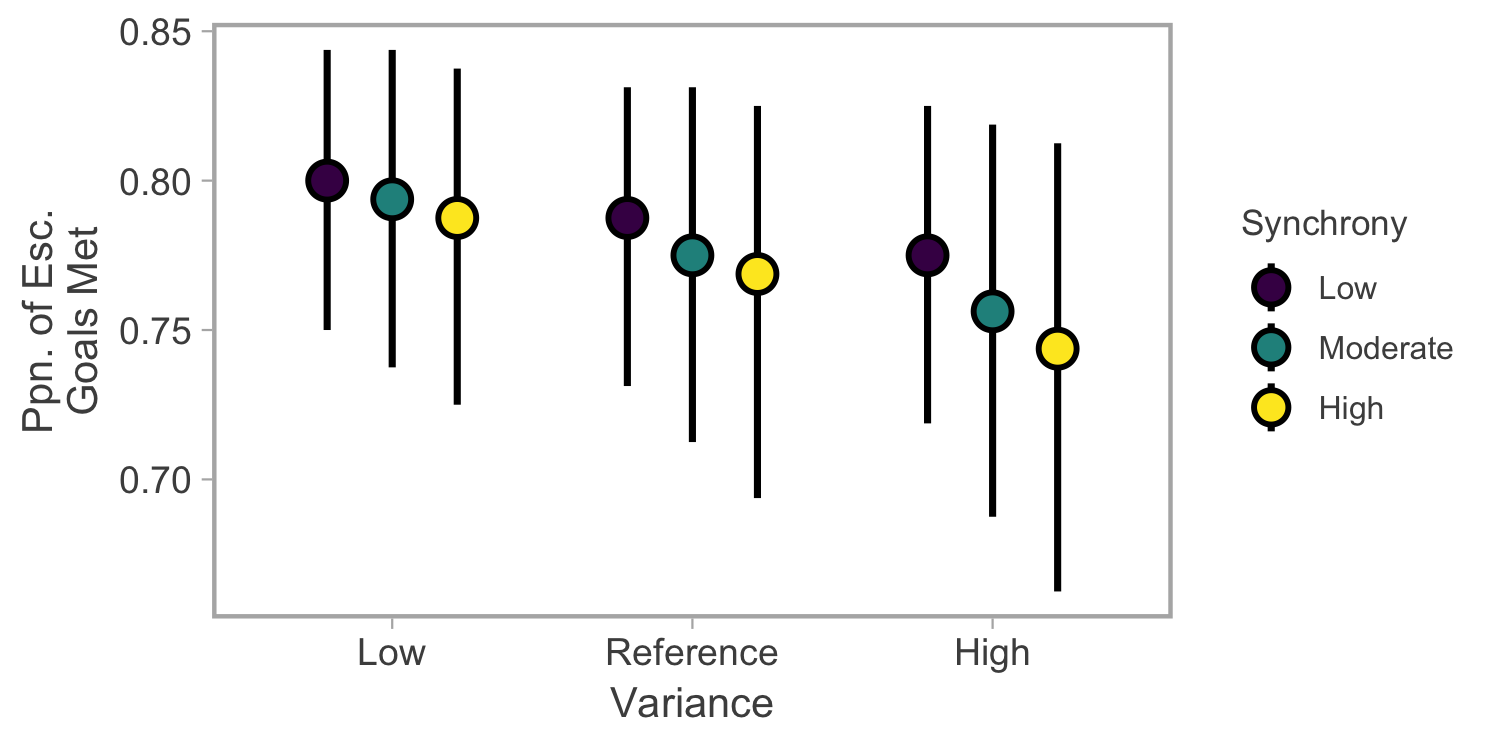 Ppn. of Esc.
Goals Met
0.85
0.80
0.75
0.70
Low
Reference
High
Variance
Synchrony
Low
Moderate
High